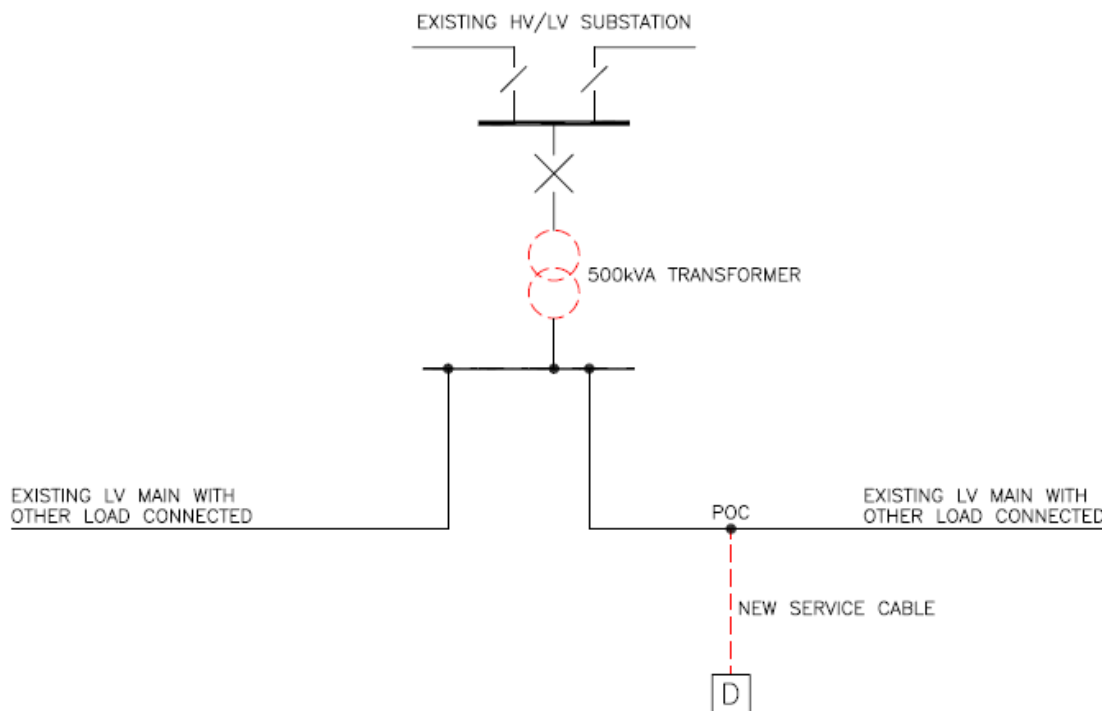 EXISTING HV/LV SUBSTATION
500kVA TRANSFORMER
EXISTING LV MAIN WITH
OTHER LOAD CONNECTED
POC
EXISTING LV MAIN WITH
OTHER LOAD CONNECTED
NEW SERVICE CABLE
D